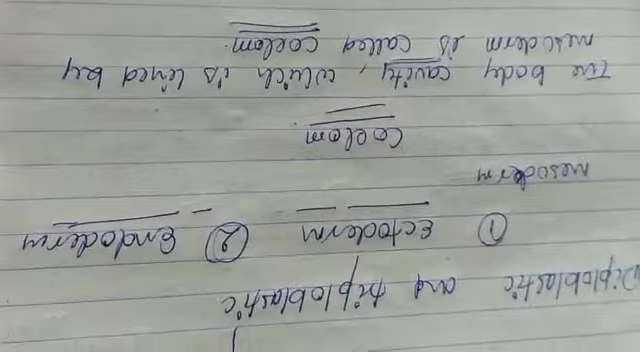 Diploblastic and triploblastic
① Ectoderm ② Endoderm
mesoderm
Coelom
The body cavity, which is lined by
mesoderm is called coelom.